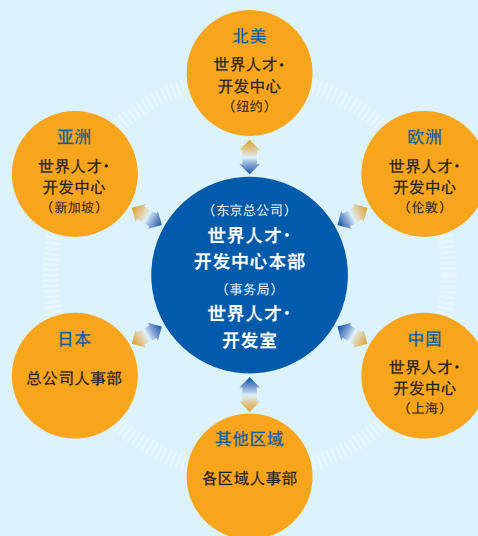 北美
世界人才·
开发中心
（纽约）
亚洲
世界人才·
开发中心
（新加坡）
欧洲
世界人才·
开发中心
（伦敦）
（东京总公司）
世界人才·
开发中心本部
（事务局）
世界人才·
开发室
日本
总公司人事部
中国
世界人才·
开发中心
（上海）
其他区域
各区域人事部